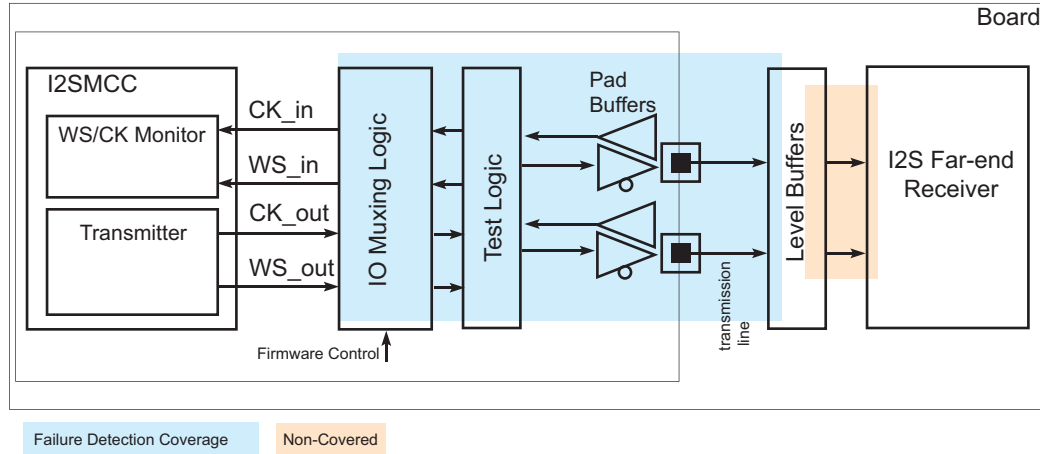 Board
I2SMCC
WS/CK Monitor
Transmitter
CK_in
WS_in
CK_out
WS_out
IO Muxing Logic
Firmware Control
Test Logic
Pad
Buffers
transmission
line
Level Buffers
I2S Far-end
Receiver
Failure Detection Coverage
Non-Covered